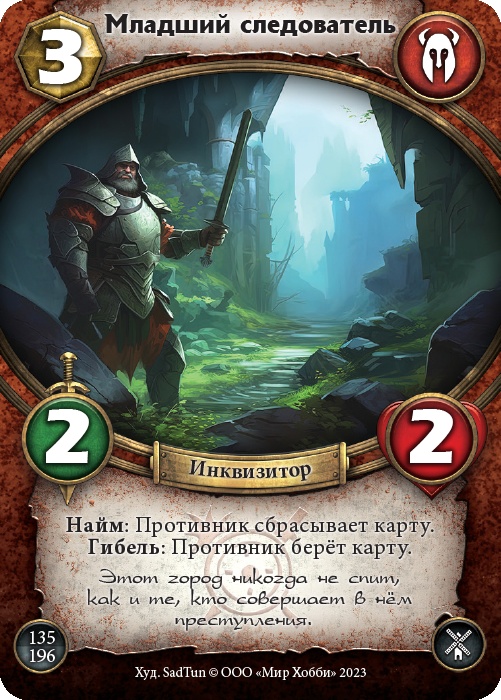 Младший следователь
3
2
2
Инквизитор
Найм: Противник сбрасывает карту.
Гибель: Противник берёт карту.
Этот город никогда не спит,
как и те, кто совершает в нём
преступления.
135
196
Худ. SadTun © ООО «Мир Хобби» 2023